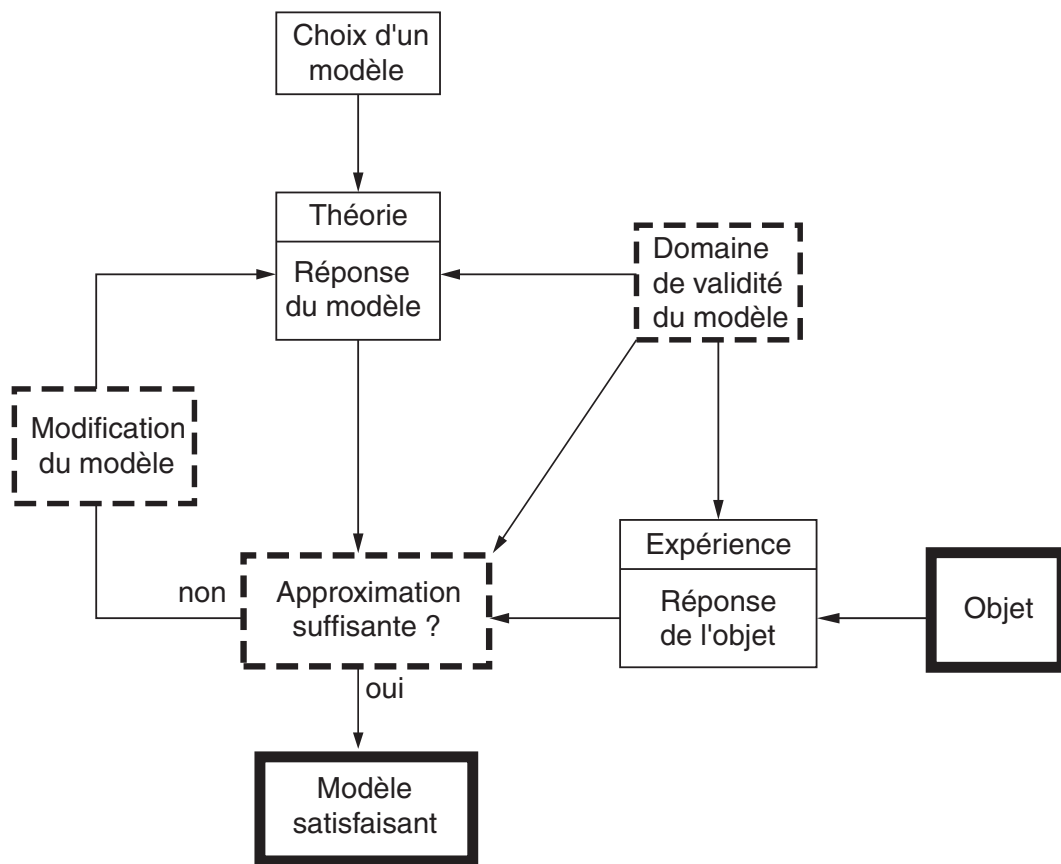 Choix d'un
modèle
Théorie
Réponse
du modèle
Domaine
de validité
du modèle
Modification
du modèle
Expérience
Réponse
de l'objet
Objet
non
Approximation
suffisante ?
oui
Modèle
satisfaisant